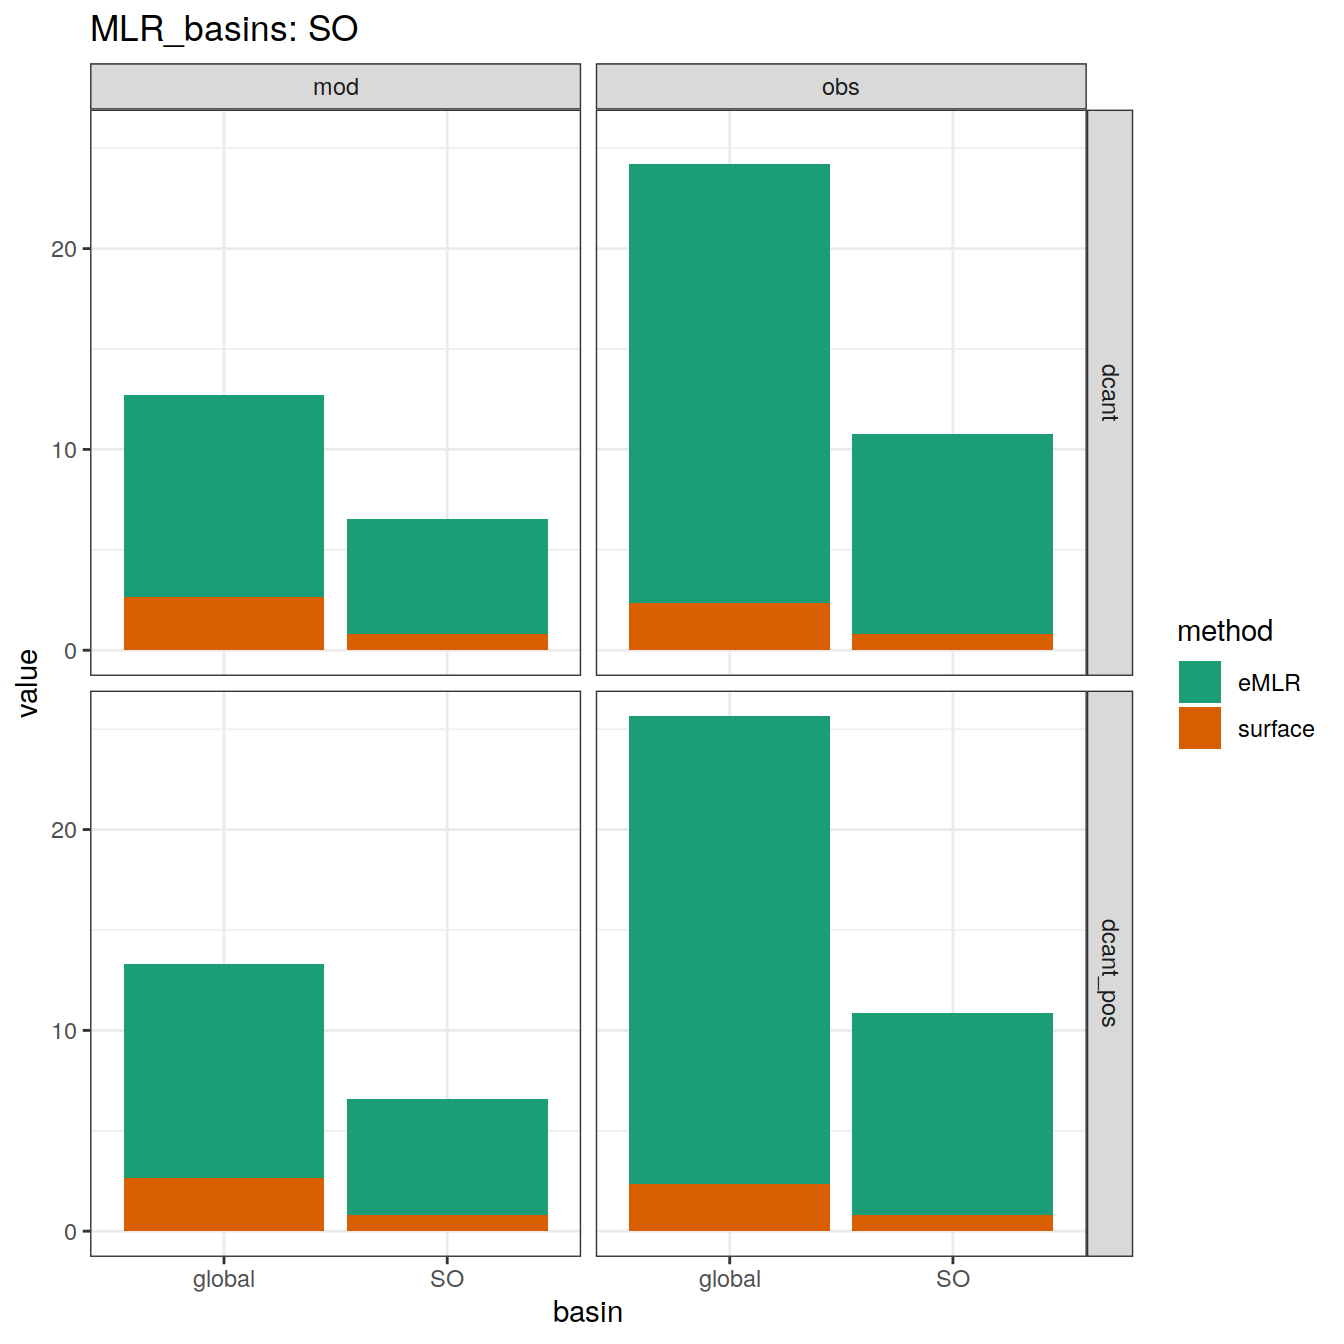 MLR_basins: SO
mod
obs
20
10
0
dcant
20
10
0
dcant_pos
value
global
SO
global
SO
basin
method
eMLR
surface